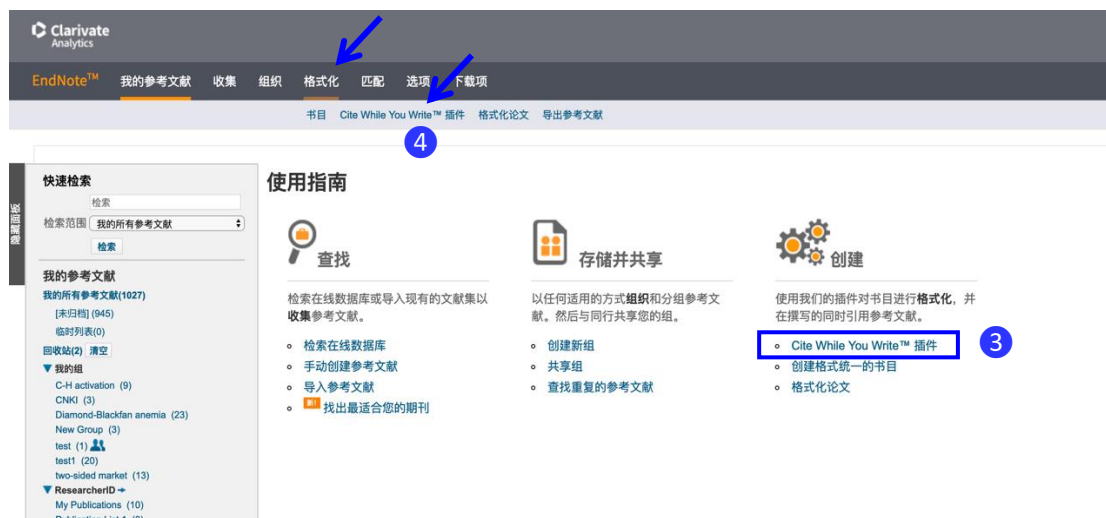 Clarivate
Analytics
EndNote™ 我的参考文献 收集 组织 格式化 匹配 选项 下载项
书目 Cite While You Write™ 插件 格式化论文 导出参考文献
4
隐藏面板
快速检索
检索
检索范围 我的所有参考文献
检索
我的参考文献
我的所有参考文献(1027)
[未归档] (945)
临时列表(0)
回收站(2) 清空
▼ 我的组
C-H activation (9)
CNKI (3)
Diamond-Blackfan anemia (23)
New Group (3)
test (1)
test1 (20)
two-sided market (13)
▼ ResearcherID
My Publications (10)
使用指南
查找
检索在线数据库或导入现有的文献集以
收集参考文献。
检索在线数据库
手动创建参考文献
导入参考文献
新! 找出最适合您的期刊
存储并共享
以任何适用的方式组织和分组参考文
献。然后与同行共享您的组。
创建新组
共享组
查找重复的参考文献
创建
使用我们的插件对书目进行格式化，并
在撰写的同时引用参考文献。
Cite While You Write™ 插件
3
创建格式统一的书目
格式化论文